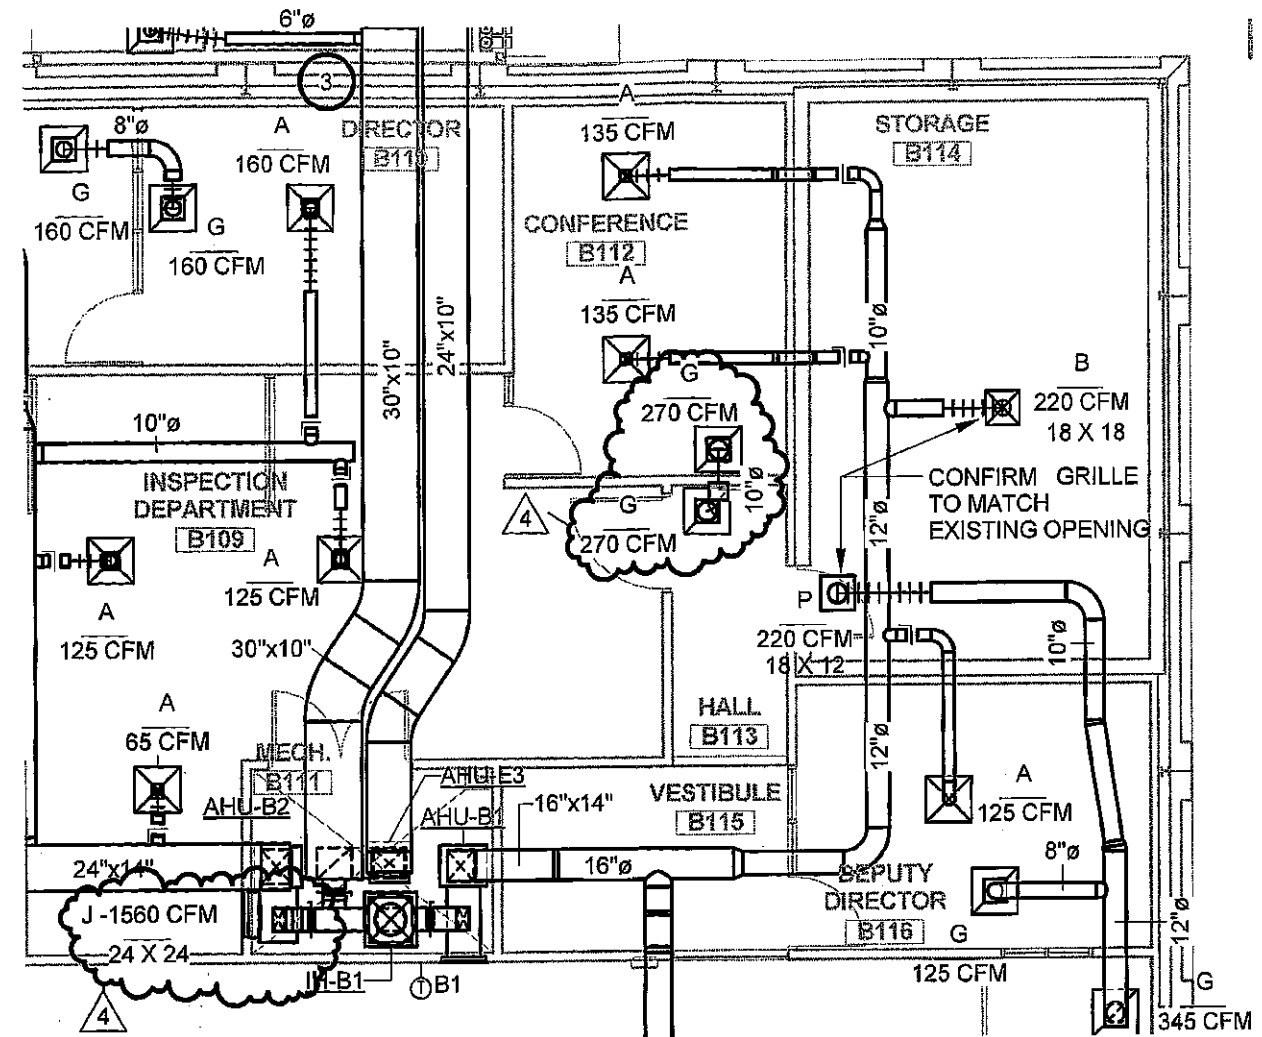 6"ø
3
8"ø
A
160 CFM
DIRECTOR
B110
A
135 CFM
STORAGE
B114
G
160 CFM
G
160 CFM
CONFERENCE
B112
A
135 CFM
30"x10"
24"x10"
10"ø
G
270 CFM
B
220 CFM
18 X 18
10"ø
INSPECTION
DEPARTMENT
B109
10"ø
CONFIRM GRILLE
TO MATCH
EXISTING OPENING
4
G
270 CFM
12"ø
A
125 CFM
A
125 CFM
P
220 CFM
18 X 12
30"x10"
10"ø
A
65 CFM
HALL
B113
12"ø
MECH.
B111
AHU-E3
AHU-B2
AHU-B1
16"x14"
VESTIBULE
B115
A
125 CFM
24"x14"
16"ø
8"ø
DEPUTY
DIRECTOR
B116
J -1560 CFM
24 X 24
12"ø
G
125 CFM
IH-B1
T
B1
4
G
345 CFM